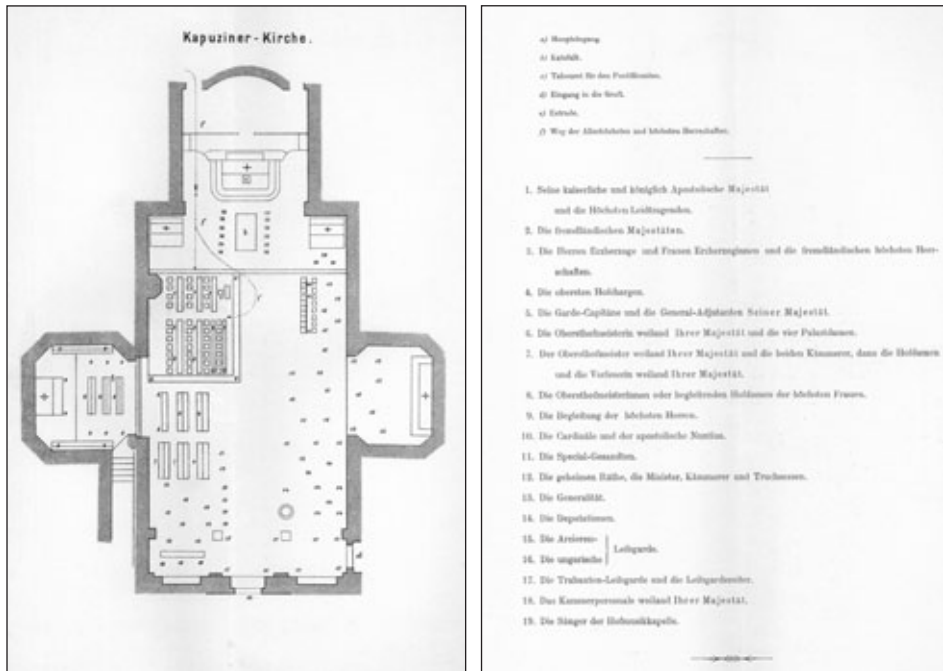 Kapuziner-Kirche.
a) Haupteingang.
b) Katafalk.
c) Tabouret für den Pontificanten.
d) Eingang in die Gruft.
e) Estrade.
f) Weg der Allerhöchsten und höchsten Herrschaften.
1. Seine kaiserliche und königlich Apostolische Majestät
und die Höchsten Leidtragenden.
2. Die fremdländischen Majestäten.
3. Die Herren Erzherzoge und Frauen Erzherzoginnen und die fremdländischen höchsten Herr-
schaften.
4. Die obersten Hofchargen.
5. Die Garde-Capitäne und die General-Adjutanten Seiner Majestät.
6. Die Obersthofmeisterin weiland Ihrer Majestät und die vier Palastdamen.
7. Der Obersthofmeister weiland Ihrer Majestät und die beiden Kämmerer, dann die Hofdamen
und die Vorleserin weiland Ihrer Majestät.
8. Die Obersthofmeisterinnen oder begleitenden Hofdamen der höchsten Frauen.
9. Die Begleitung der höchsten Herren.
10. Die Cardinäle und der apostolische Nuntius.
11. Die Special-Gesandten.
12. Die geheimen Räthe, die Minister, Kämmerer und Truchsessen.
13. Die Generalität.
14. Die Deputationen.
15. Die Arcieren-
Leibgarde.
16. Die ungarische
17. Die Trabanten-Leibgarde und die Leibgardereiter.
18. Das Kammerpersonale weiland Ihrer Majestät.
19. Die Sänger der Hofmusikkapelle.